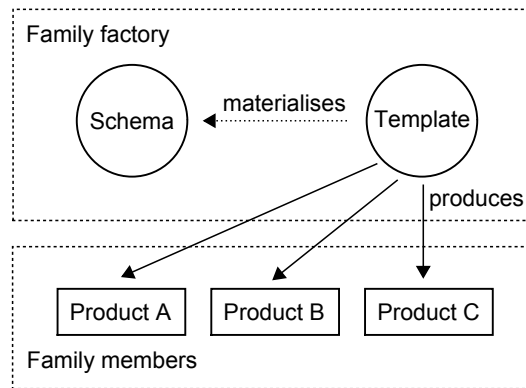 Family factory
materialises
Schema
Template
produces
Product A
Product B
Product C
Family members